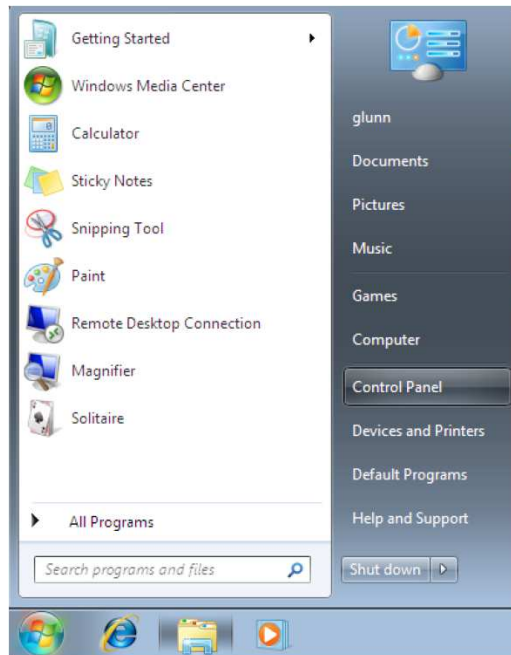 Getting Started
Windows Media Center
Calculator
Sticky Notes
Snipping Tool
Paint
Remote Desktop Connection
Magnifier
Solitaire
All Programs
Search programs and files
glunn
Documents
Pictures
Music
Games
Computer
Control Panel
Devices and Printers
Default Programs
Help and Support
Shut down